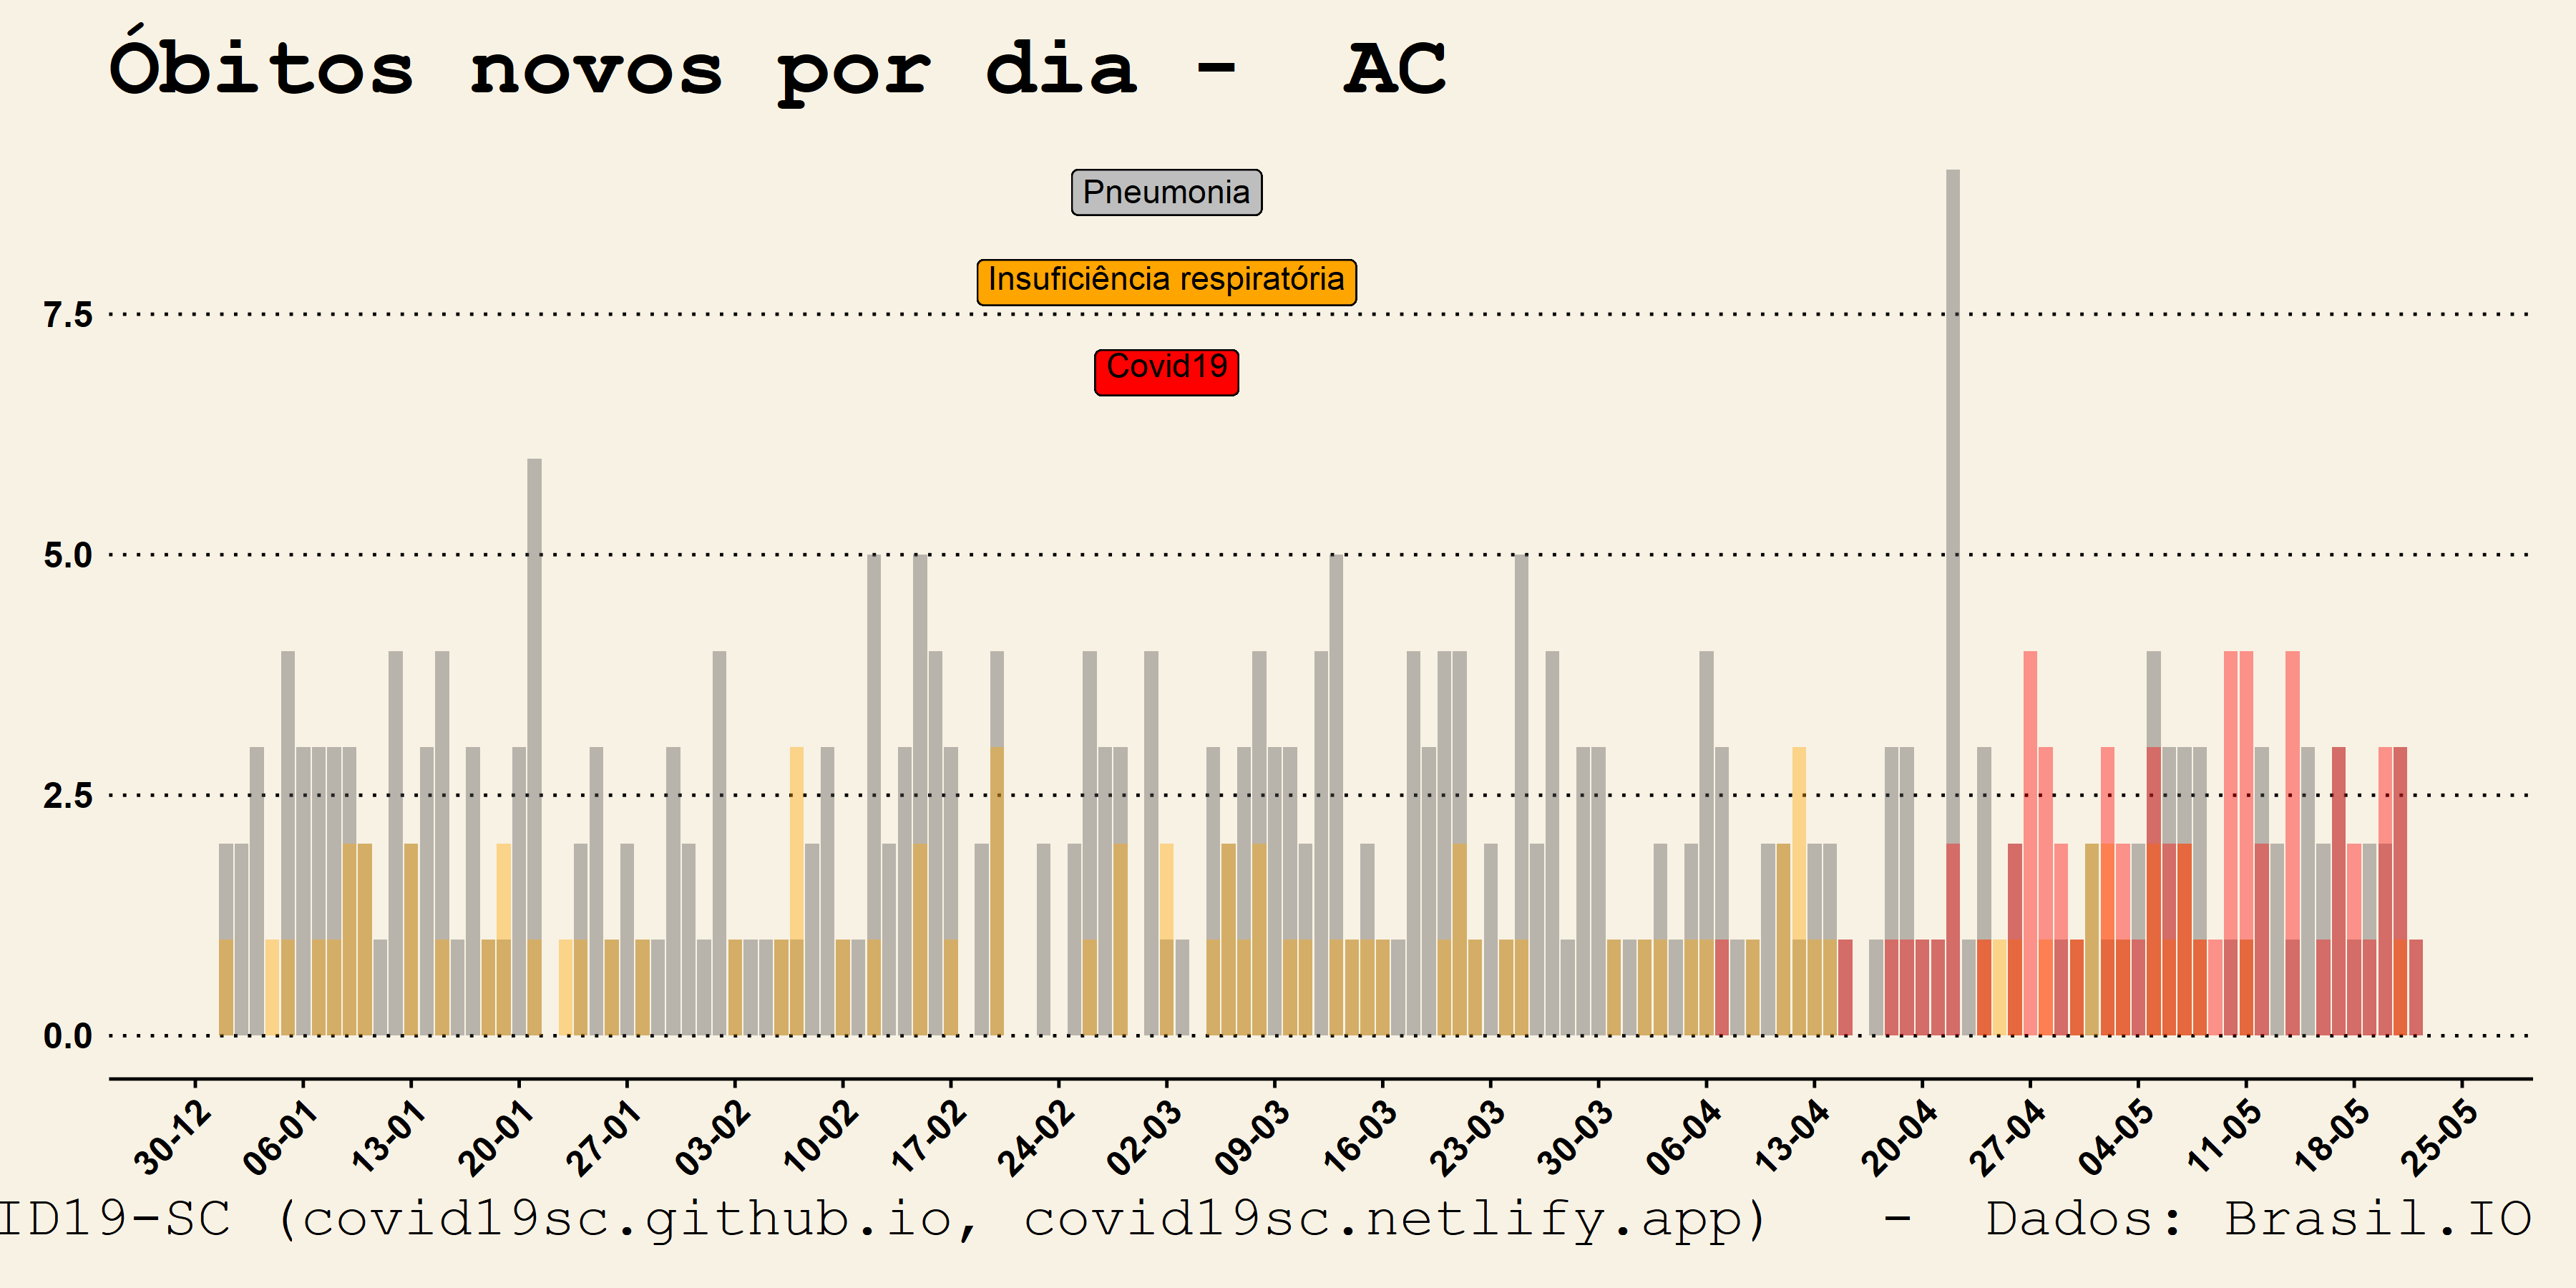 Óbitos novos por dia - AC
Pneumonia
Insuficiência respiratória
Covid19
7.5
5.0
2.5
0.0
30-12 06-01 13-01 20-01 27-01 03-02 10-02 17-02 24-02 02-03 09-03 16-03 23-03 30-03 06-04 13-04 20-04 27-04 04-05 11-05 18-05 25-05
ID19-SC (covid19sc.github.io, covid19sc.netlify.app) - Dados: Brasil.IO